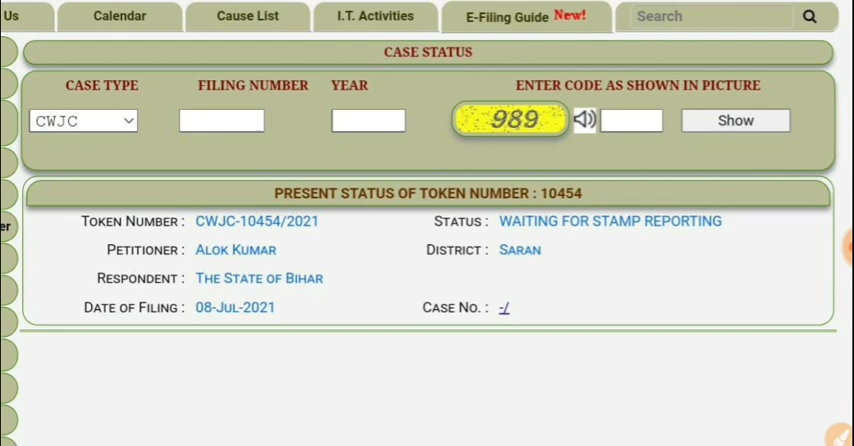 Us Calendar Cause List I.T. Activities E-Filing Guide New! Search
CASE STATUS
CASE TYPE FILING NUMBER YEAR ENTER CODE AS SHOWN IN PICTURE
CWJC 989 Show
PRESENT STATUS OF TOKEN NUMBER : 10454
TOKEN NUMBER : CWJC-10454/2021 STATUS : WAITING FOR STAMP REPORTING
er
PETITIONER : ALOK KUMAR DISTRICT : SARAN
RESPONDENT : THE STATE OF BIHAR
DATE OF FILING : 08-JUL-2021 CASE NO. : -/